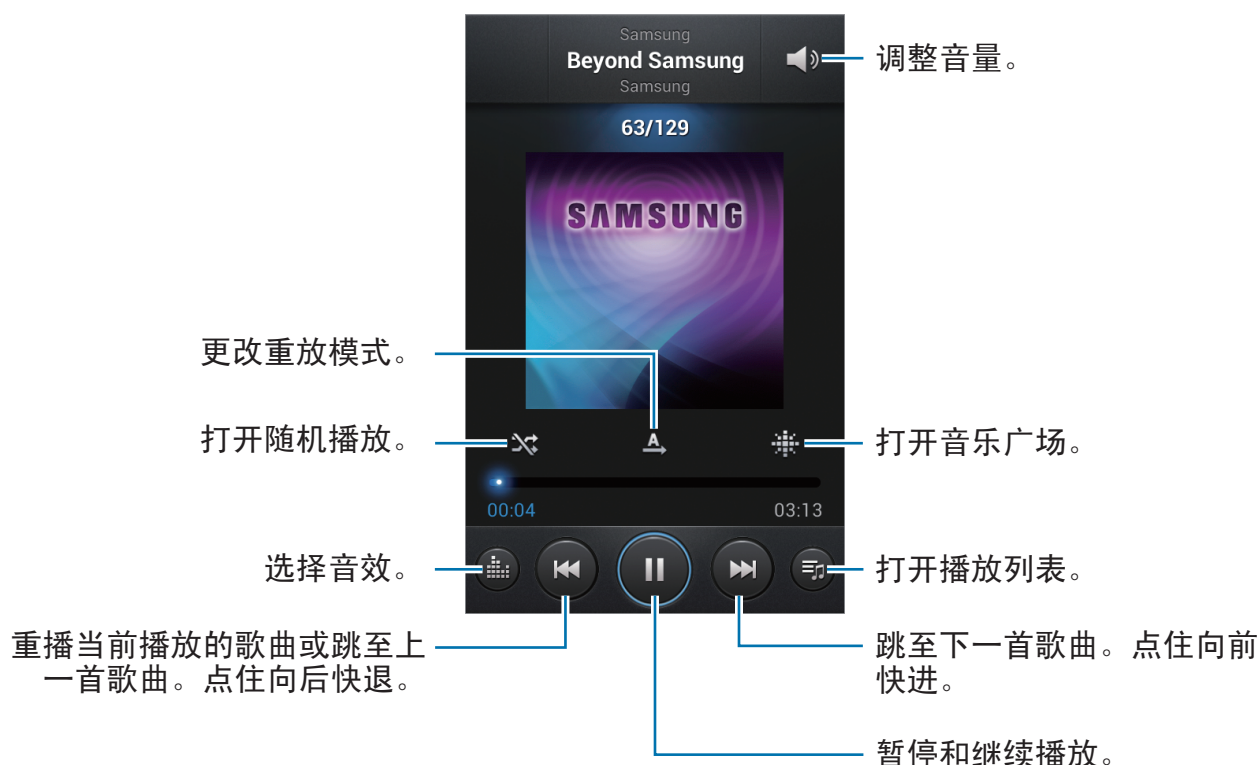 Samsung
Beyond Samsung
Samsung
调整音量。
63/129
SAMSUNG
更改重放模式。
打开随机播放。
A
打开音乐广场。
00:04
03:13
选择音效。
打开播放列表。
重播当前播放的歌曲或跳至上
一首歌曲。点住向后快退。
跳至下一首歌曲。点住向前
快进。
暂停和继续播放。